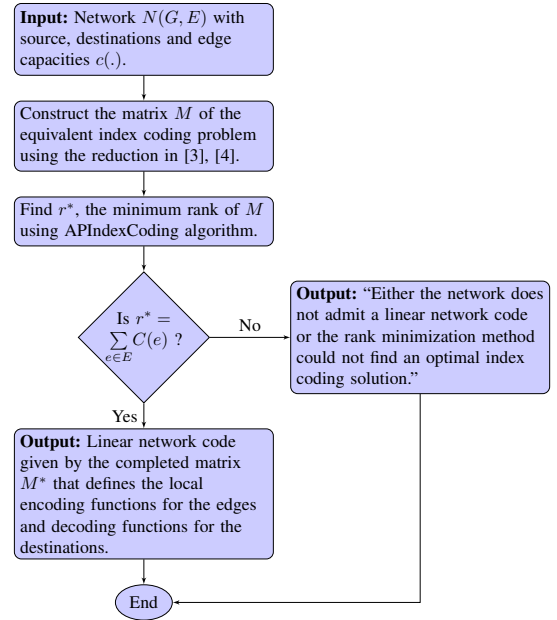 Input: Network N(G, E) with
source, destinations and edge
capacities c(.).
Construct the matrix M of the
equivalent index coding problem
using the reduction in [3], [4].
Find r*, the minimum rank of M
using APIndexCoding algorithm.
Is r* =
∑ C(e) ?
e∈E
No
Output: “Either the network does
not admit a linear network code
or the rank minimization method
could not find an optimal index
coding solution.”
Yes
Output: Linear network code
given by the completed matrix
M* that defines the local
encoding functions for the edges
and decoding functions for the
destinations.
End